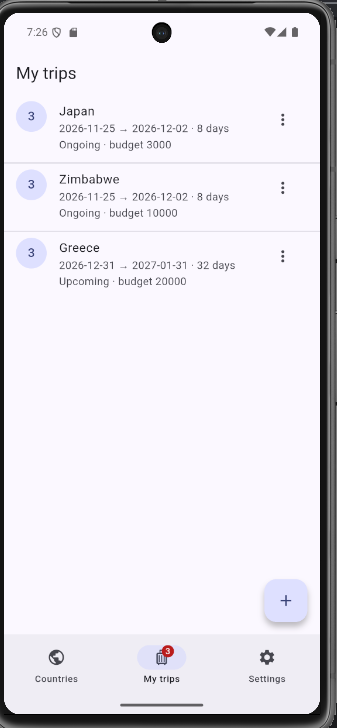 7:26
My trips
3
Japan
2026-11-25 → 2026-12-02 · 8 days
Ongoing · budget 3000
3
Zimbabwe
2026-11-25 → 2026-12-02 · 8 days
Ongoing · budget 10000
3
Greece
2026-12-31 → 2027-01-31 · 32 days
Upcoming · budget 20000
+
3
Countries
My trips
Settings